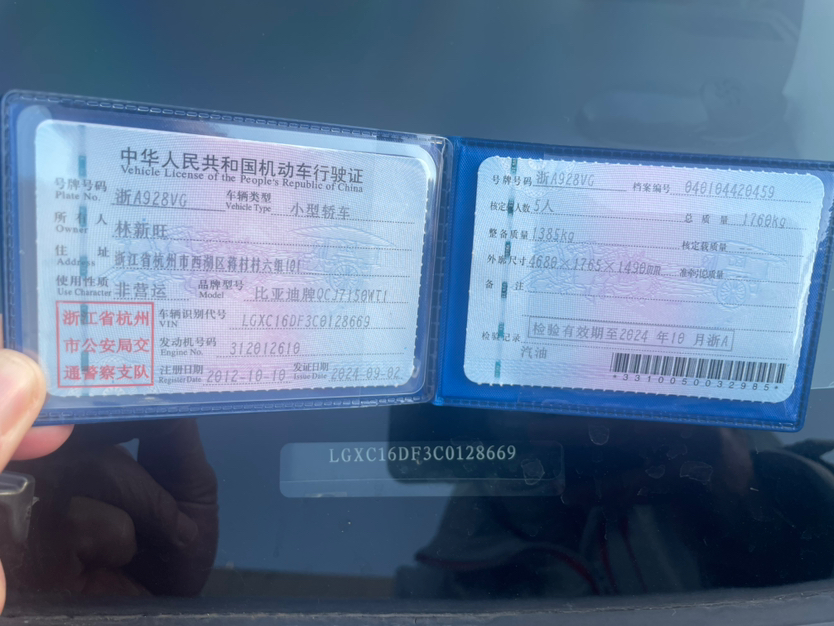 中华人民共和国机动车行驶证
Vehicle License of the People's Republic of China
号牌号码 浙A928VG 车辆类型 小型轿车
Plate No. Vehicle Type
所有人 林新旺
Owner
住址 浙江省杭州市西湖区蒋村村六组101
Address
使用性质 非营运 品牌型号 比亚迪牌QCJ7150WT1
Use Character Model
浙江省杭州
市公安局交
通警察支队
车辆识别代号 LGXC16DF3C0128669
VIN
发动机号码 312012610
Engine No.
注册日期 2012-10-10 发证日期 2024-09-02
Register Date Issue Date
号牌号码 浙A928VG 档案编号 040104420459
核定载人数 5人 总质量 1760kg
整备质量 1385kg 核定载质量
外廓尺寸 4680×1765×1490mm 准牵引总质量
备注
检验记录 检验有效期至2024年10月浙A
汽油
*3310050032985*
LGXC16DF3C0128669